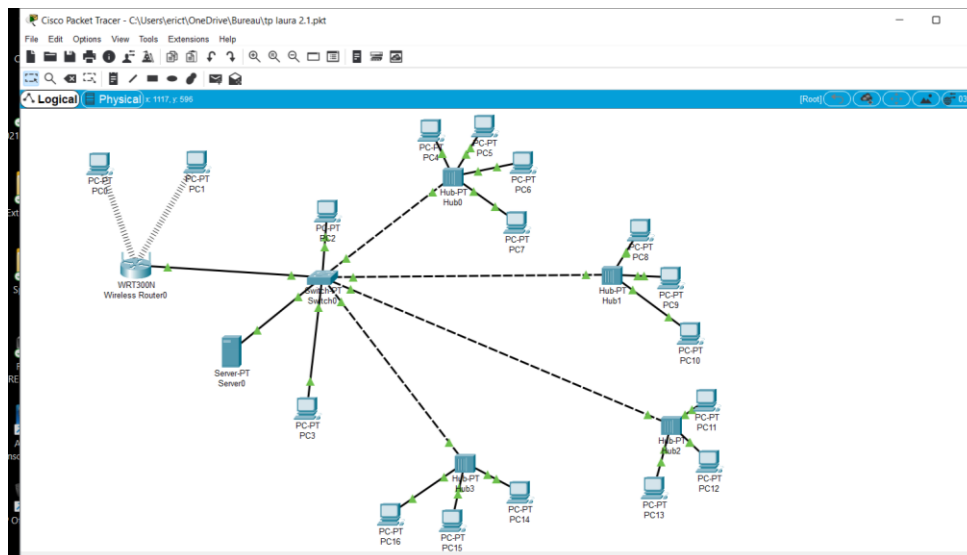 Cisco Packet Tracer - C:\Users\erict\OneDrive\Bureau\tp laura 2.1.pkt
File Edit Options View Tools Extensions Help
Logical Physical x: 1117, y: 596 [Root]
PC-PT
PC4
PC-PT
PC5
PC-PT
PC6
PC-PT
PC0
PC-PT
PC1
Hub-PT
Hub0
PC-PT
PC2
PC-PT
PC7
PC-PT
PC8
WRT300N
Wireless Router0
Switch-PT
Switch0
Hub-PT
Hub1
PC-PT
PC9
PC-PT
PC10
Server-PT
Server0
PC-PT
PC3
PC-PT
PC11
Hub-PT
Hub2
PC-PT
PC12
PC-PT
PC13
Hub-PT
Hub3
PC-PT
PC14
PC-PT
PC16
PC-PT
PC15